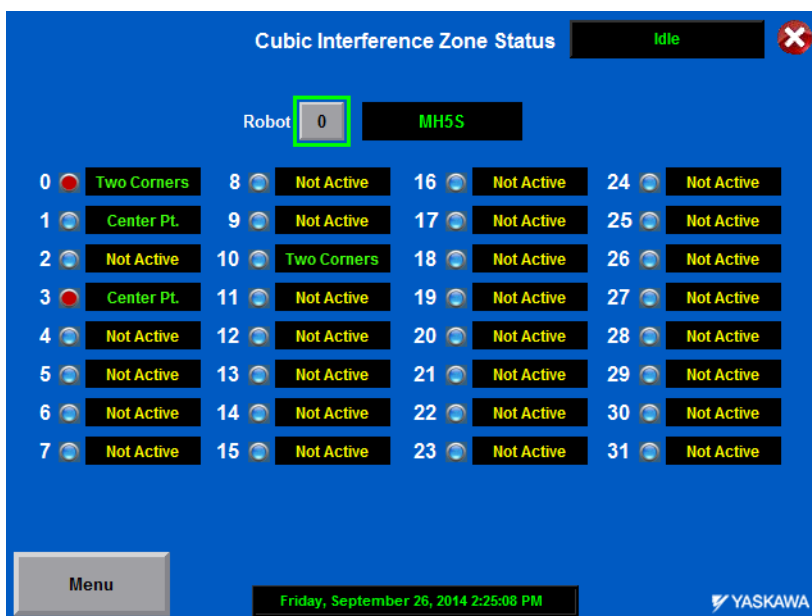 Cubic Interference Zone Status Idle
Robot 0 MH5S
0 Two Corners 8 Not Active 16 Not Active 24 Not Active
1 Center Pt. 9 Not Active 17 Not Active 25 Not Active
2 Not Active 10 Two Corners 18 Not Active 26 Not Active
3 Center Pt. 11 Not Active 19 Not Active 27 Not Active
4 Not Active 12 Not Active 20 Not Active 28 Not Active
5 Not Active 13 Not Active 21 Not Active 29 Not Active
6 Not Active 14 Not Active 22 Not Active 30 Not Active
7 Not Active 15 Not Active 23 Not Active 31 Not Active
Menu
Friday, September 26, 2014 2:25:08 PM
YASKAWA